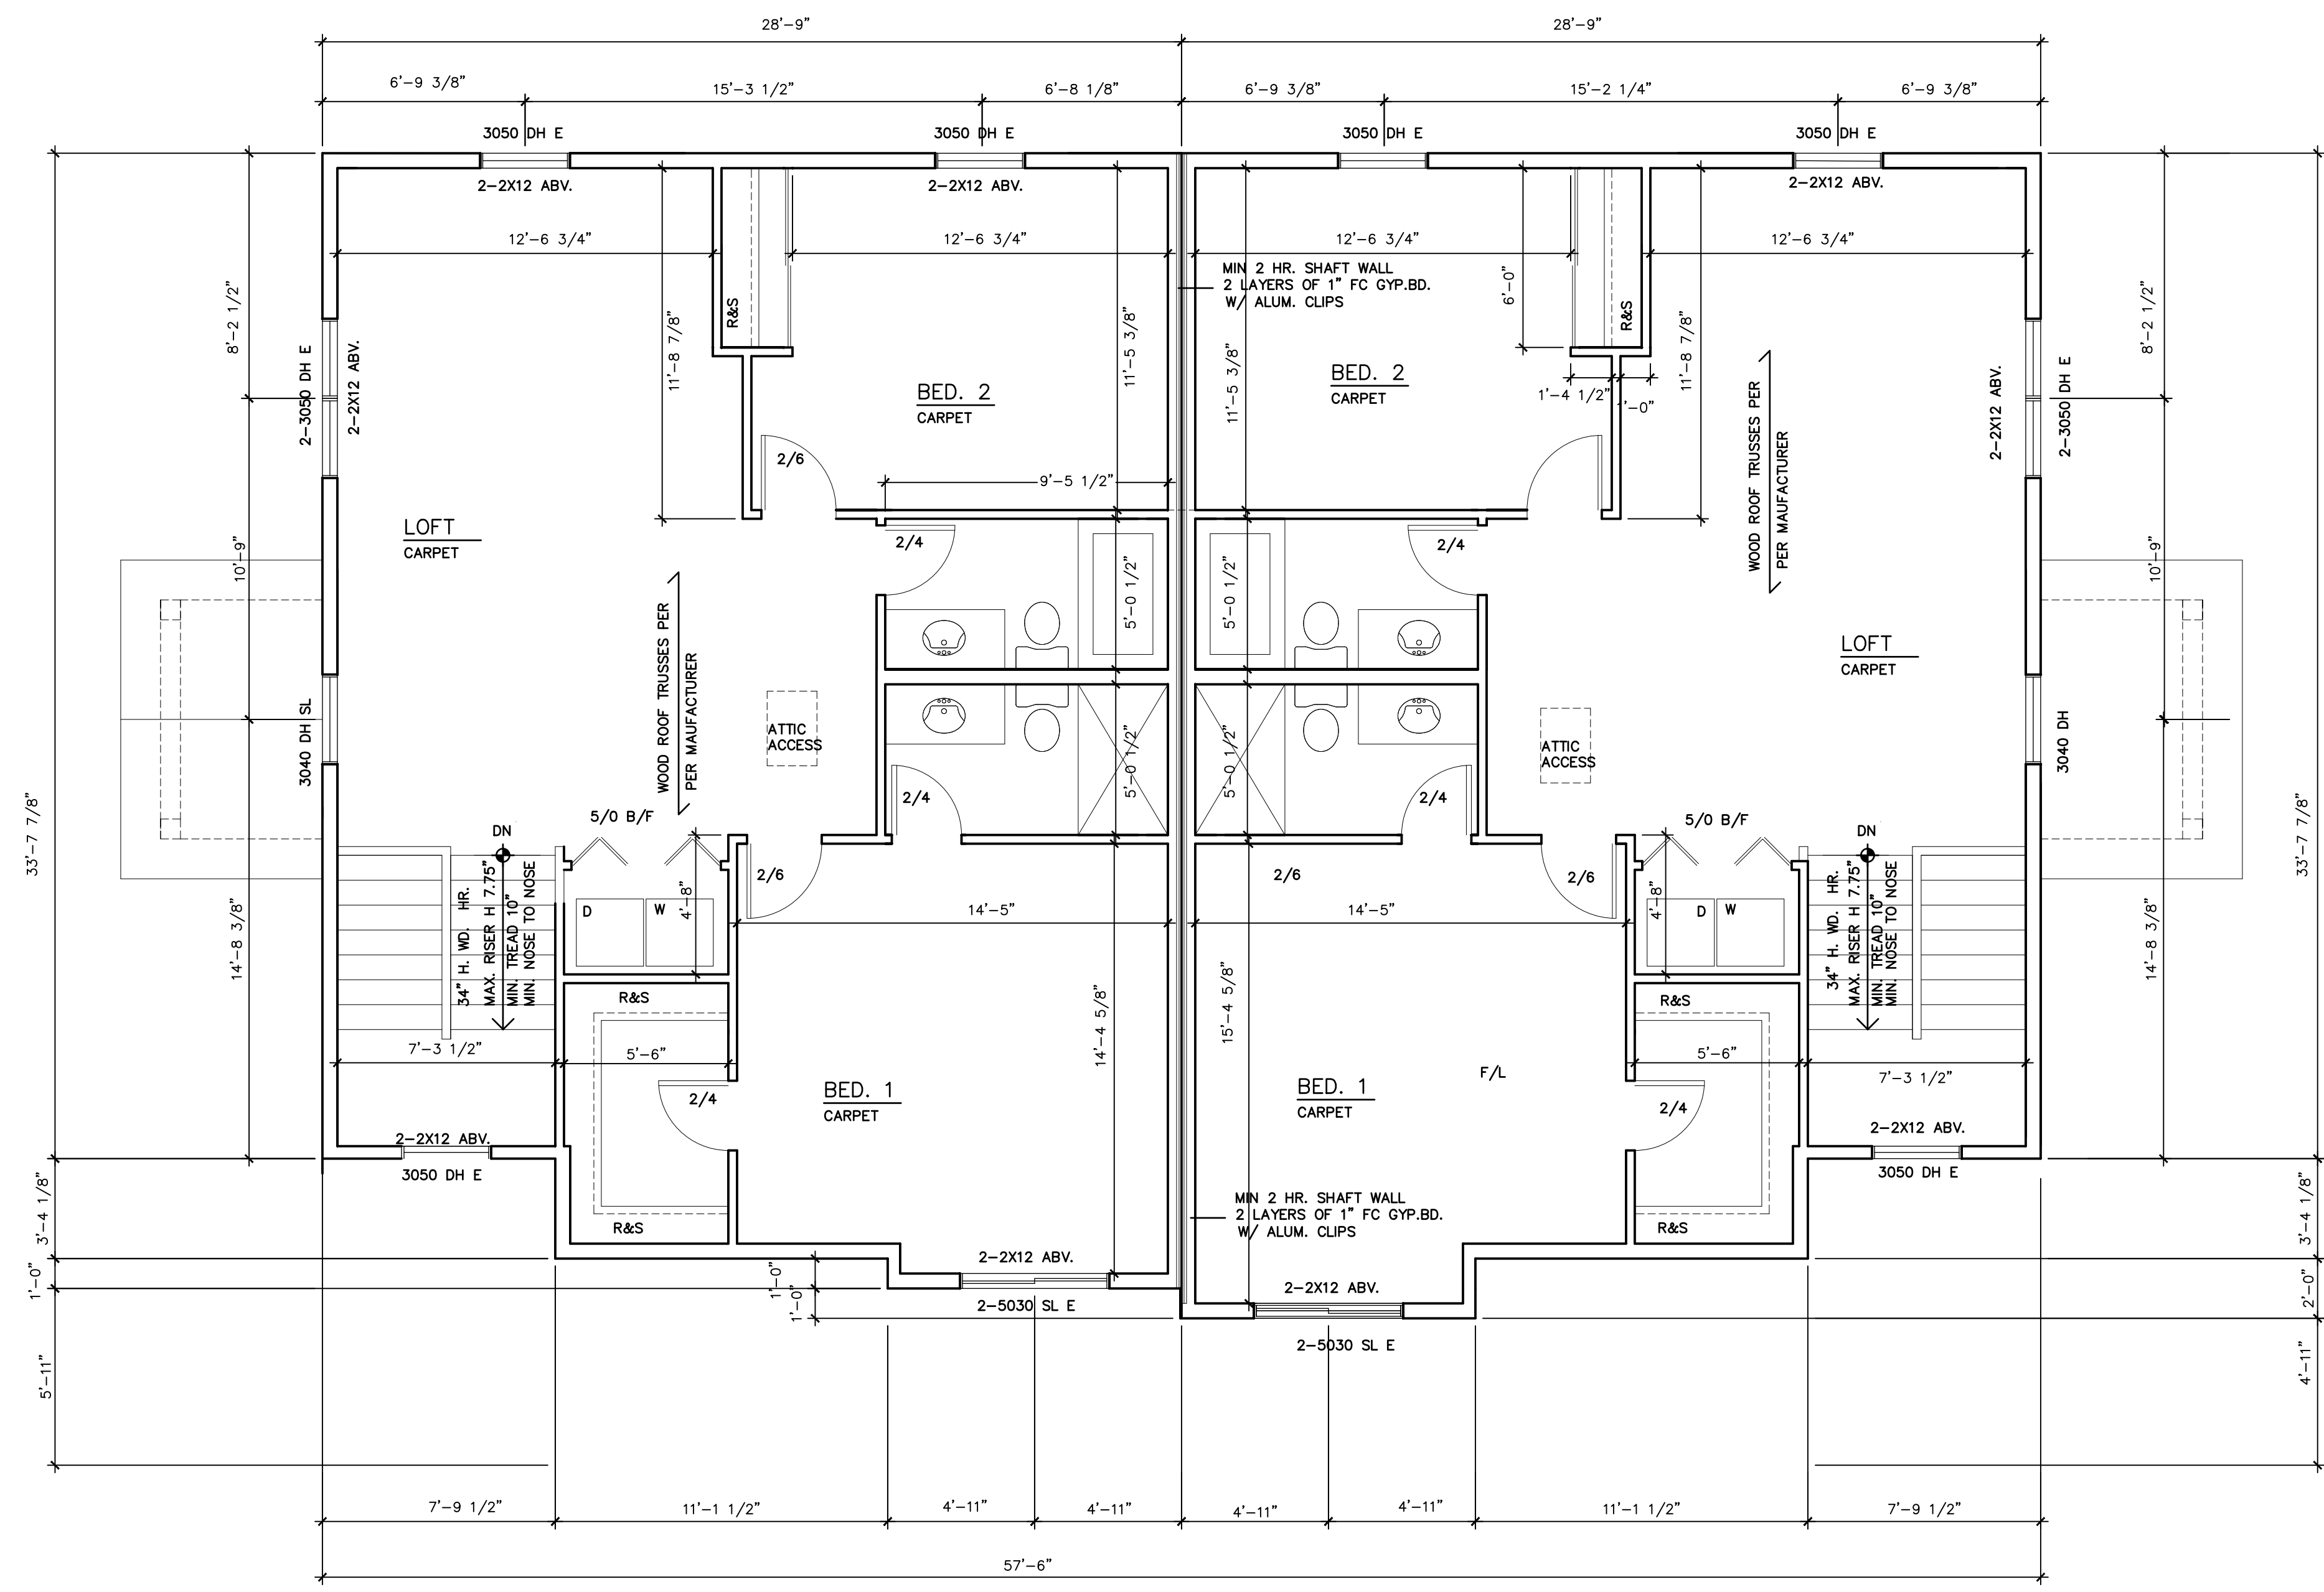 28'-9"
28'-9"
6'-9 3/8"
15'-3 1/2"
6'-8 1/8"
6'-9 3/8"
15'-2 1/4"
6'-9 3/8"
3050 DH E
3050 DH E
3050 DH E
3050 DH E
2-2X12 ABV.
2-2X12 ABV.
2-2X12 ABV.
12'-6 3/4"
12'-6 3/4"
12'-6 3/4"
12'-6 3/4"
MIN 2 HR. SHAFT WALL
2 LAYERS OF 1" FC GYP.BD.
W/ ALUM. CLIPS
8'-2 1/2"
2-3050 DH E
2-2X12 ABV.
11'-8 7/8"
R&S
11'-5 3/8"
11'-5 3/8"
6'-0"
R&S
11'-8 7/8"
8'-2 1/2"
2-2X12 ABV.
2-3050 DH E
BED. 2
CARPET
BED. 2
CARPET
1'-4 1/2"
1'-0"
2/6
9'-5 1/2"
WOOD ROOF TRUSSES PER
PER MAUFACTURER
LOFT
CARPET
2/4
2/4
10'-9"
5'-0 1/2"
5'-0 1/2"
10'-9"
WOOD ROOF TRUSSES PER
PER MAUFACTURER
LOFT
CARPET
3040 DH SL
ATTIC
ACCESS
5'-0 1/2"
5'-0 1/2"
ATTIC
ACCESS
3040 DH
2/4
2/4
33'-7 7/8"
33'-7 7/8"
DN
5/0 B/F
5/0 B/F
DN
2/6
2/6
2/6
34" H. WD. HR.
MAX. RISER H 7.75"
MIN. TREAD 10"
MIN. NOSE TO NOSE
D
W
4'-8"
14'-5"
14'-5"
4'-8"
D
W
34" H. WD. HR.
MAX. RISER H 7.75"
MIN. TREAD 10"
MIN. NOSE TO NOSE
14'-8 3/8"
14'-8 3/8"
R&S
R&S
14'-4 5/8"
15'-4 5/8"
7'-3 1/2"
5'-6"
5'-6"
7'-3 1/2"
BED. 1
CARPET
BED. 1
CARPET
F/L
2/4
2/4
2-2X12 ABV.
3050 DH E
2-2X12 ABV.
3050 DH E
MIN 2 HR. SHAFT WALL
2 LAYERS OF 1" FC GYP.BD.
W/ ALUM. CLIPS
R&S
R&S
3'-4 1/8"
3'-4 1/8"
2-2X12 ABV.
2-2X12 ABV.
1'-0"
1'-0"
1'-0"
2'-0"
2-5030 SL E
2-5030 SL E
5'-11"
4'-11"
7'-9 1/2"
11'-1 1/2"
4'-11"
4'-11"
4'-11"
4'-11"
11'-1 1/2"
7'-9 1/2"
57'-6"